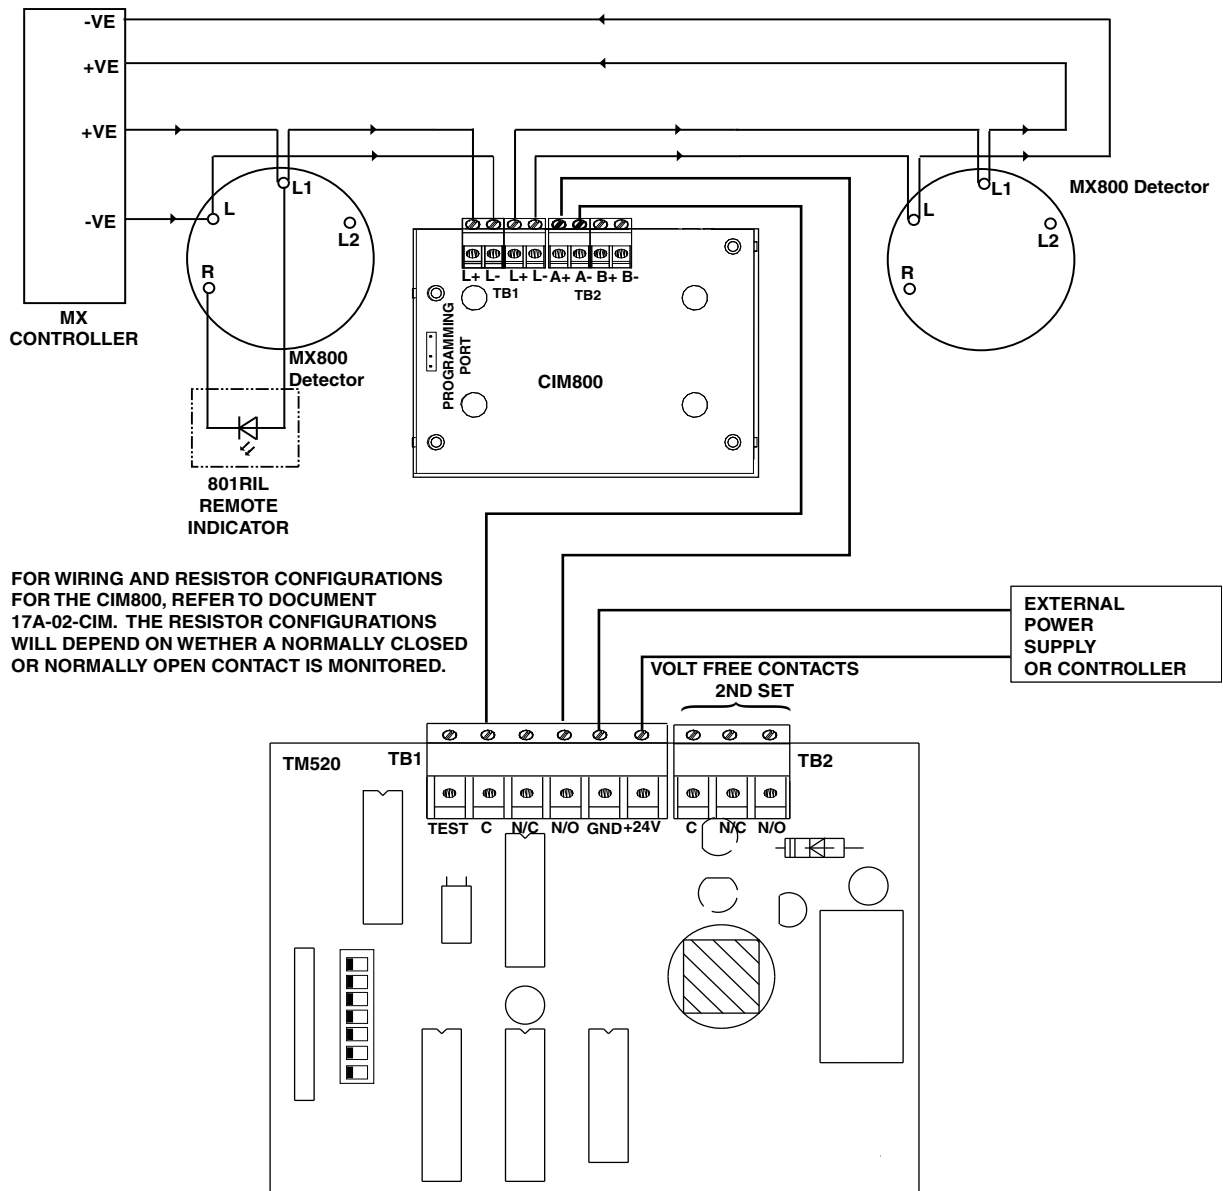 -VE
+VE
+VE
-VE
MX
CONTROLLER
L1
L
L2
R
MX800
Detector
801RIL
REMOTE
INDICATOR
L+ L- L+ L- A+ A- B+ B-
TB1 TB2
PROGRAMMING
PORT
CIM800
L1
L
L2
R
MX800 Detector
FOR WIRING AND RESISTOR CONFIGURATIONS
FOR THE CIM800, REFER TO DOCUMENT
17A-02-CIM. THE RESISTOR CONFIGURATIONS
WILL DEPEND ON WETHER A NORMALLY CLOSED
OR NORMALLY OPEN CONTACT IS MONITORED.
EXTERNAL
POWER
SUPPLY
OR CONTROLLER
VOLT FREE CONTACTS
2ND SET
TM520
TB1
TB2
TEST C N/C N/O GND +24V C N/C N/O